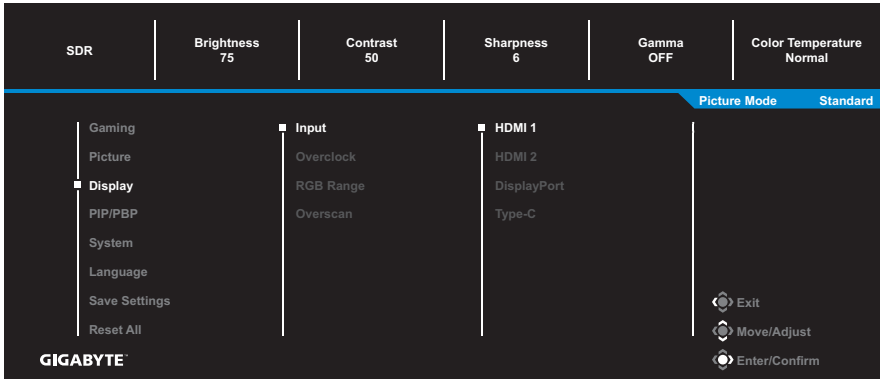 SDR
Brightness
75
Contrast
50
Sharpness
6
Gamma
OFF
Color Temperature
Normal
Picture Mode Standard
Gaming Input HDMI 1
Picture Overclock HDMI 2
Display RGB Range DisplayPort
PIP/PBP Overscan Type-C
System
Language
Save Settings
Exit
Reset All
Move/Adjust
GIGABYTE™
Enter/Confirm